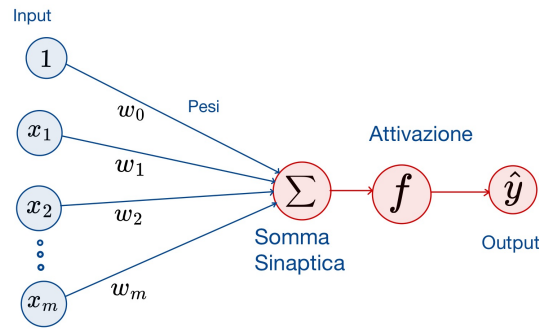 Input
1
w₀
Pesi
x₁
w₁
Attivazione
x₂
w₂
∑
f
ŷ
Somma
Sinaptica
Output
xₘ
wₘ